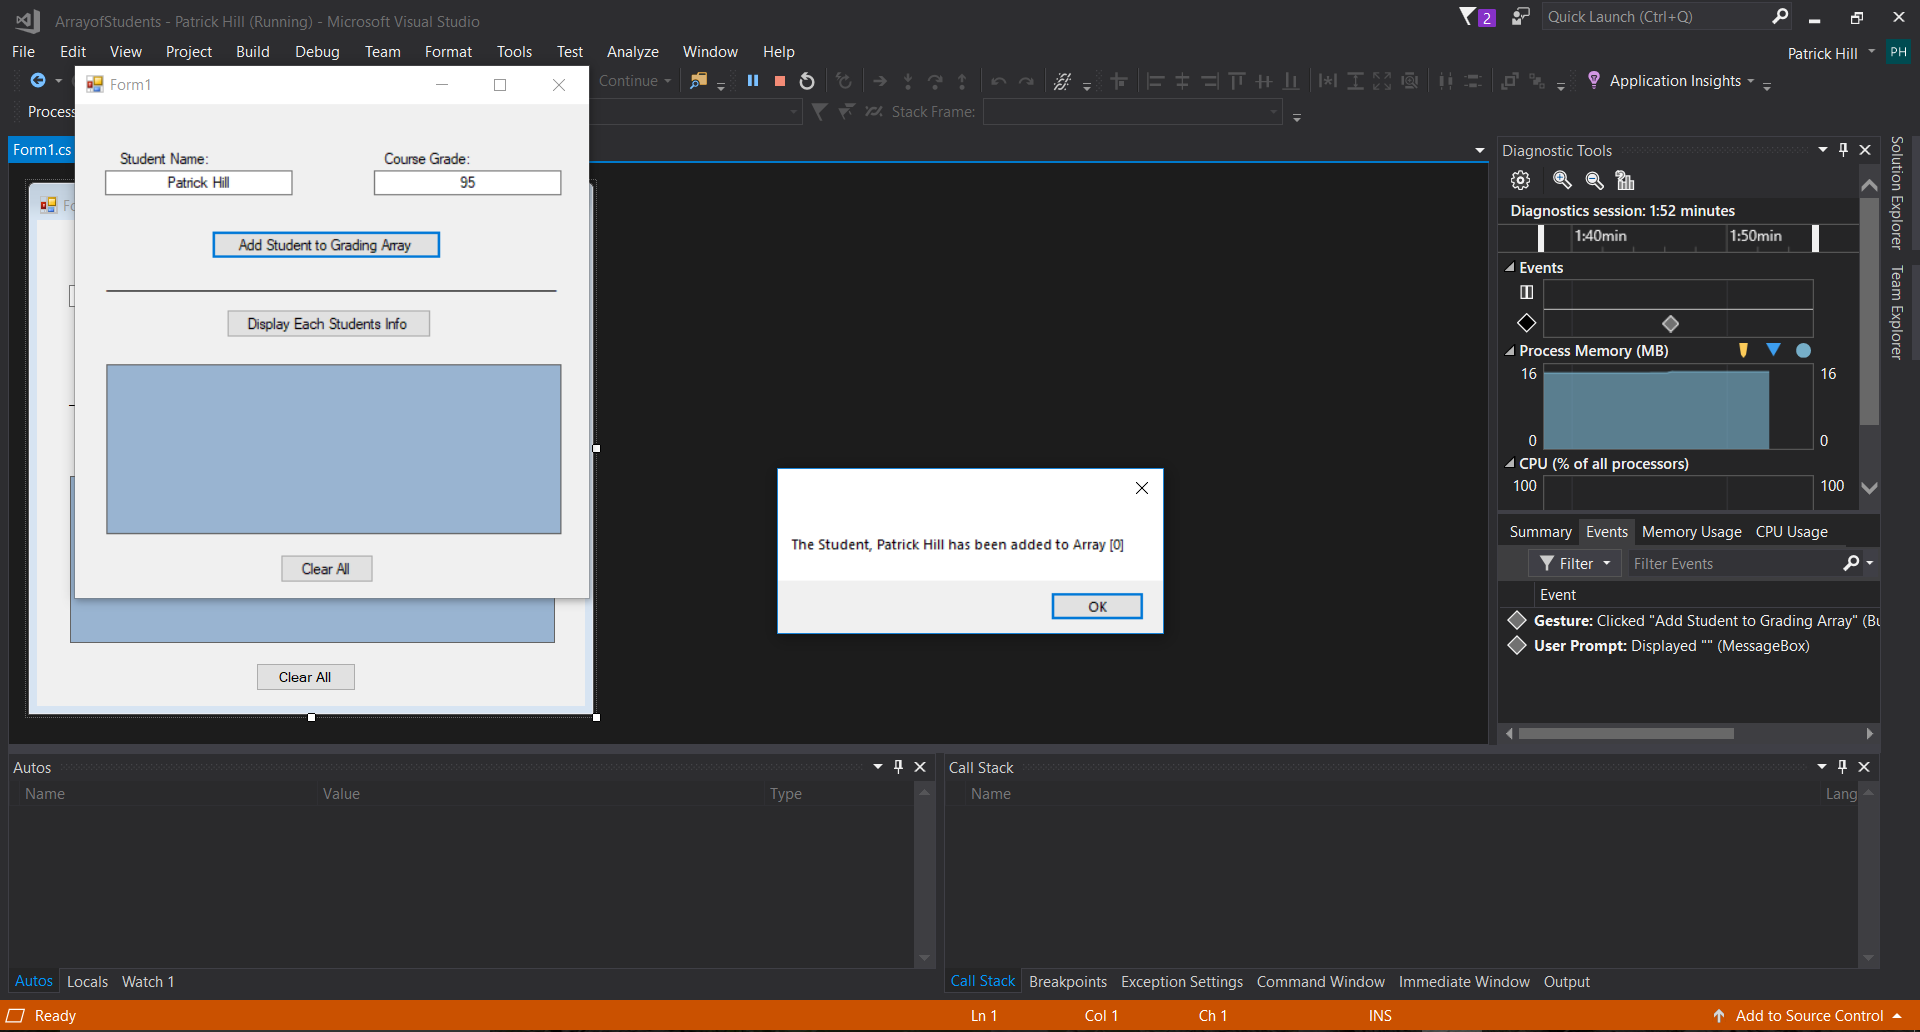 ArrayofStudents - Patrick Hill (Running) - Microsoft Visual Studio
2
Quick Launch (Ctrl+Q)
File Edit View Project Build Debug Team Format Tools Test Analyze Window Help
Patrick Hill
PH
Form1
Continue
Application Insights
Process
Stack Frame:
Form1.cs
Student Name:
Course Grade:
Patrick Hill
95
Add Student to Grading Array
Display Each Students Info
Clear All
Clear All
The Student, Patrick Hill has been added to Array [0]
OK
Diagnostic Tools
Diagnostics session: 1:52 minutes
1:40min
1:50min
Events
Process Memory (MB)
16
16
0
0
CPU (% of all processors)
100
100
Summary Events Memory Usage CPU Usage
Filter
Filter Events
Event
Gesture: Clicked "Add Student to Grading Array" (Bu
User Prompt: Displayed "" (MessageBox)
Solution Explorer
Team Explorer
Autos
Name Value Type
Autos Locals Watch 1
Call Stack
Name Lang
Call Stack Breakpoints Exception Settings Command Window Immediate Window Output
Ready
Ln 1
Col 1
Ch 1
INS
Add to Source Control